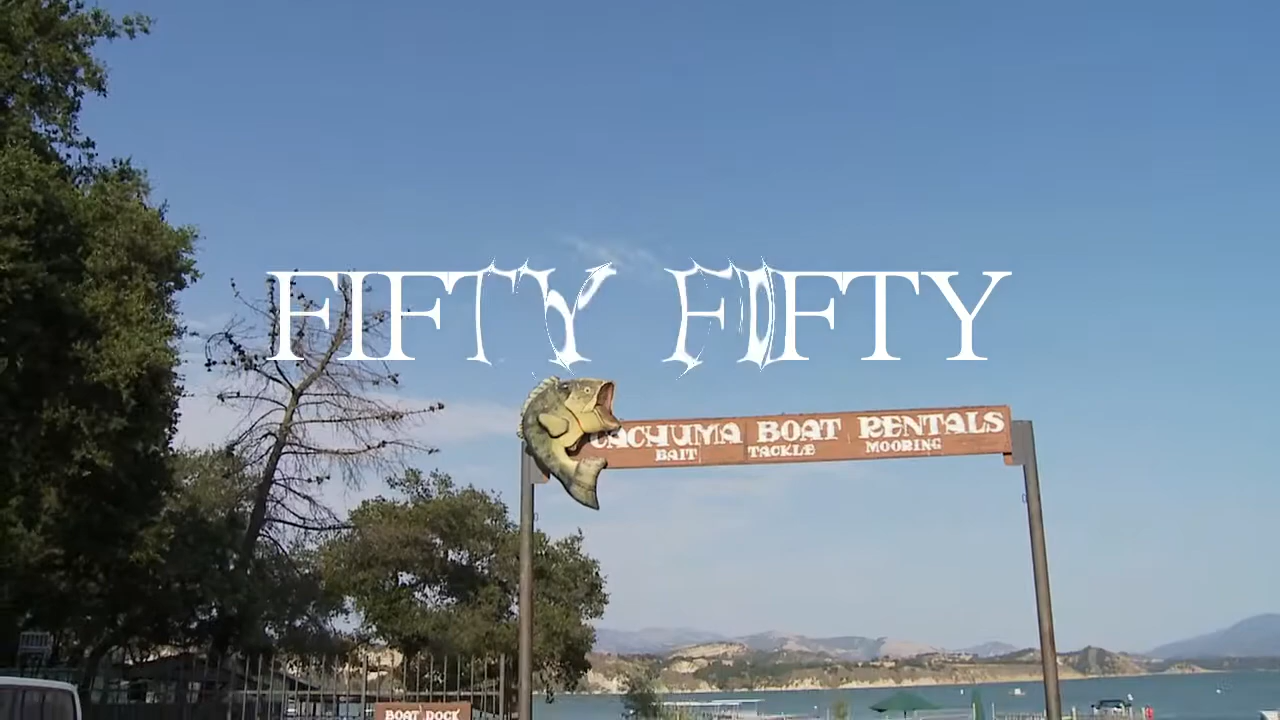 FIFTY FIFTY
CACHUMA BOAT RENTALS
BAIT TACKLE MOORING
BOAT DOCK